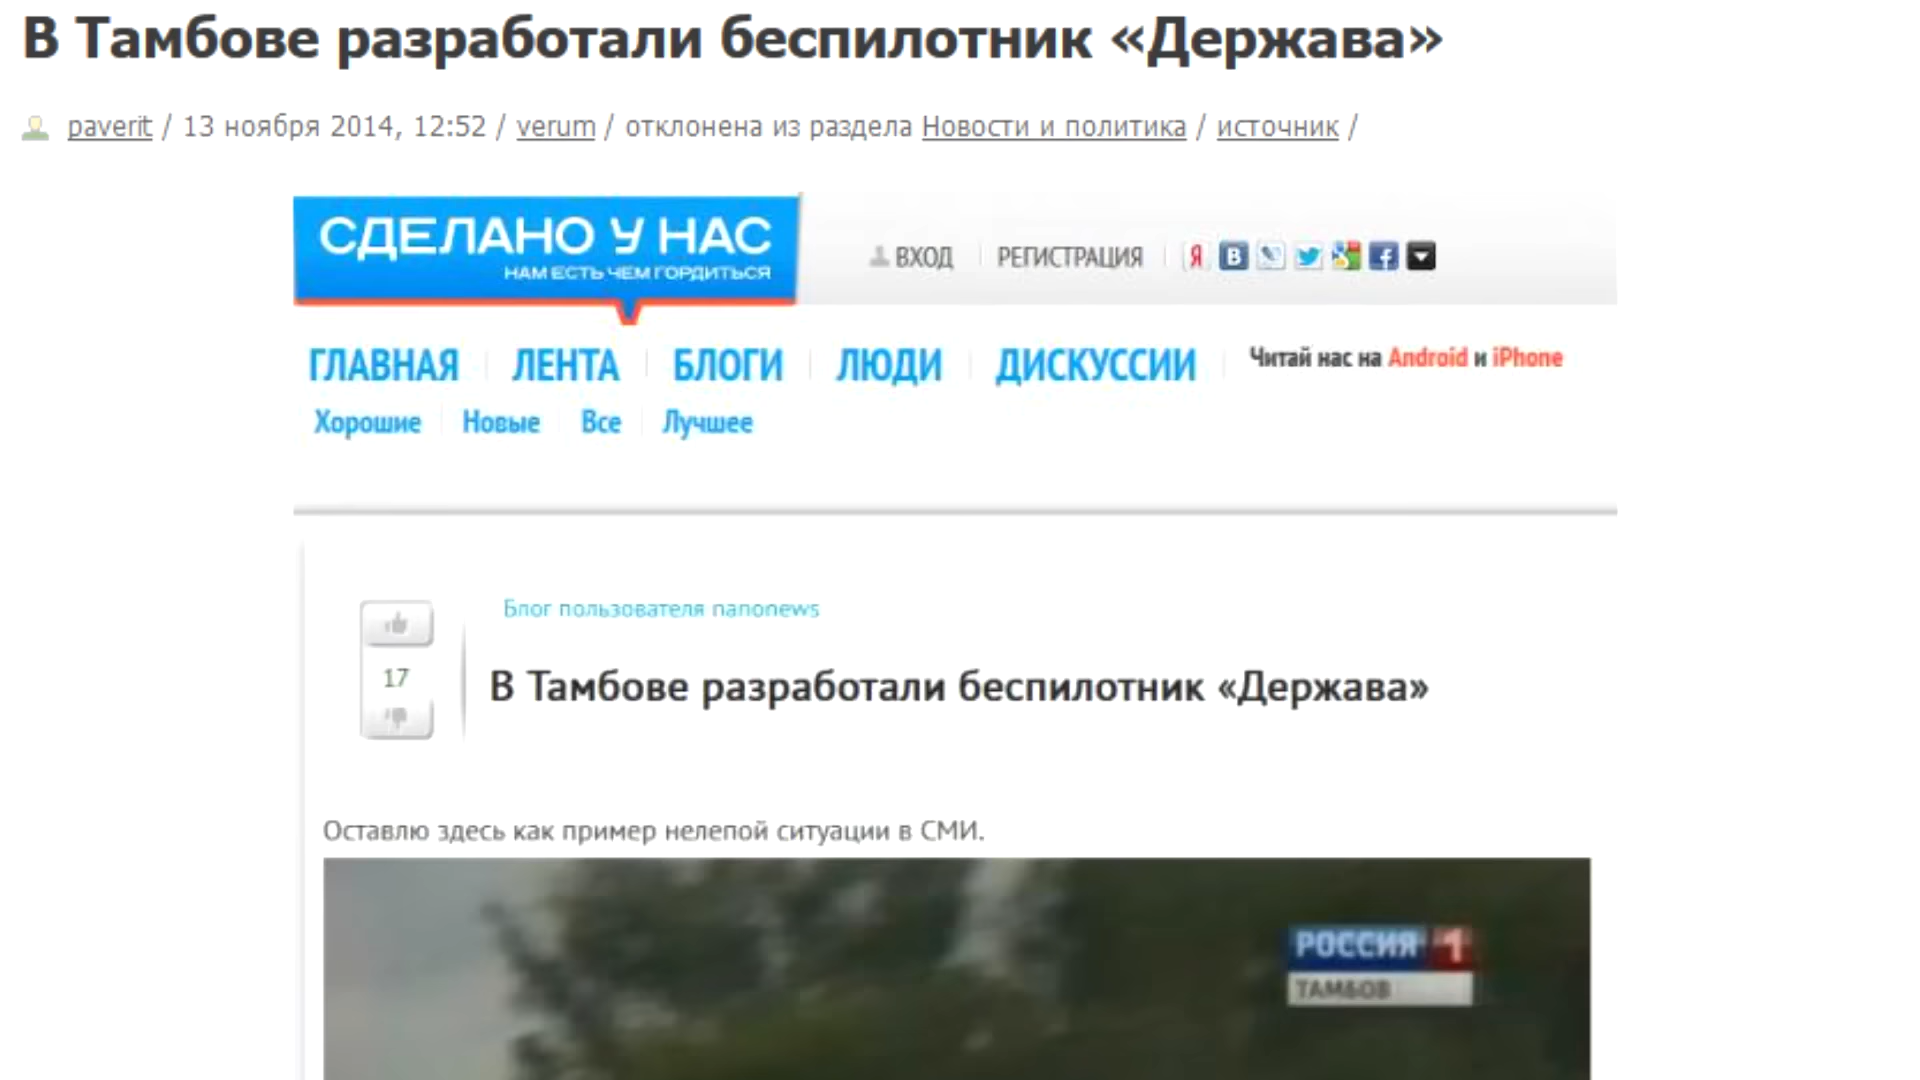 В Тамбове разработали беспилотник «Держава»
paverit / 13 ноября 2014, 12:52 / verum / отклонена из раздела Новости и политика / источник /
СДЕЛАНО У НАС
НАМ ЕСТЬ ЧЕМ ГОРДИТЬСЯ
ВХОД
РЕГИСТРАЦИЯ
Я B f
ГЛАВНАЯ ЛЕНТА БЛОГИ ЛЮДИ ДИСКУССИИ
Читай нас на Android и iPhone
Хорошие Новые Все Лучшее
Блог пользователя nanonews
17
В Тамбове разработали беспилотник «Держава»
Оставлю здесь как пример нелепой ситуации в СМИ.
РОССИЯ 1
ТАМБОВ